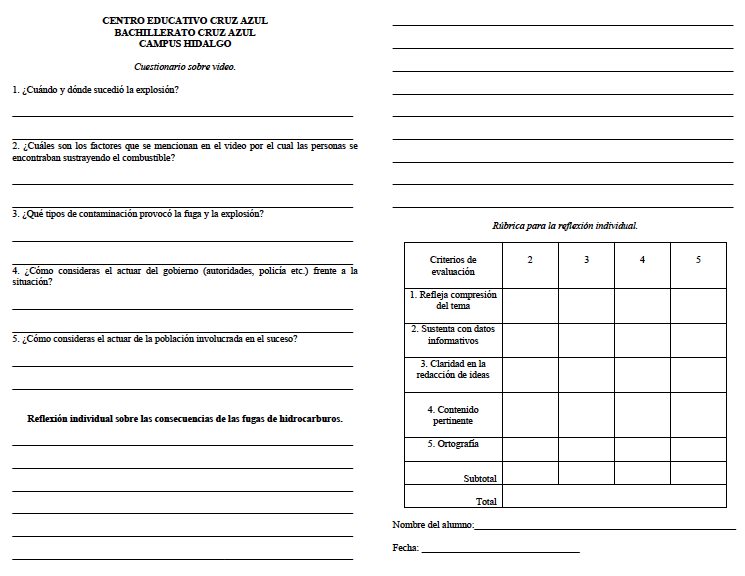 CENTRO EDUCATIVO CRUZ AZUL
BACHILLERATO CRUZ AZUL
CAMPUS HIDALGO
Cuestionario sobre video.
1. ¿Cuándo y dónde sucedió la explosión?
2. ¿Cuáles son los factores que se mencionan en el video por el cual las personas se
encontraban sustrayendo el combustible?
3. ¿Qué tipos de contaminación provocó la fuga y la explosión?
4. ¿Cómo consideras el actuar del gobierno (autoridades, policía etc.) frente a la
situación?
5. ¿Cómo consideras el actuar de la población involucrada en el suceso?
Reflexión individual sobre las consecuencias de las fugas de hidrocarburos.
Rúbrica para la reflexión individual.
Criterios de
evaluación
2 3 4 5
1. Refleja compresión
del tema
2. Sustenta con datos
informativos
3. Claridad en la
redacción de ideas
4. Contenido
pertinente
5. Ortografía
Subtotal
Total
Nombre del alumno:
Fecha: